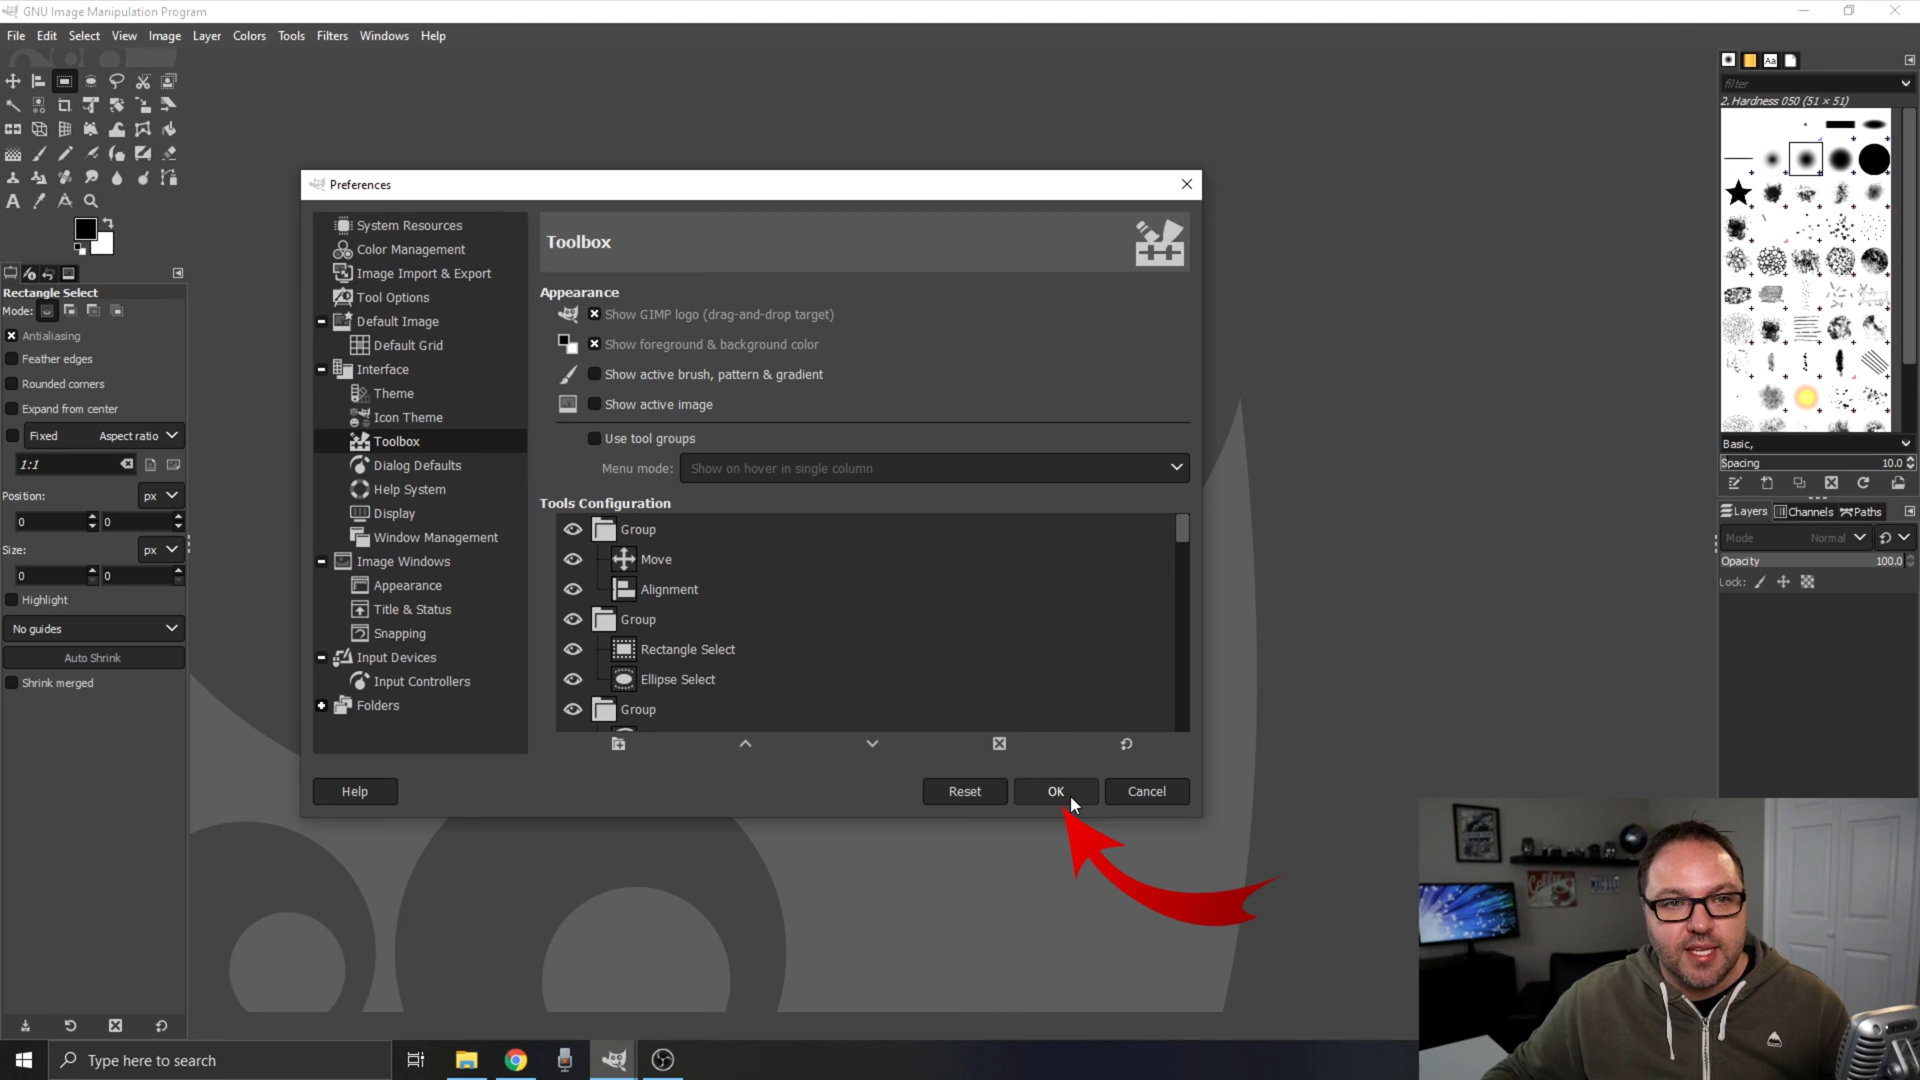 GNU Image Manipulation Program
File Edit Select View Image Layer Colors Tools Filters Windows Help
Rectangle Select
Mode:
Antialiasing
Feather edges
Rounded corners
Expand from center
Fixed Aspect ratio
1:1
Position: px
0 0
Size: px
0 0
Highlight
No guides
Auto Shrink
Shrink merged
Preferences
System Resources
Color Management
Image Import & Export
Tool Options
Default Image
Default Grid
Interface
Theme
Icon Theme
Toolbox
Dialog Defaults
Help System
Display
Window Management
Image Windows
Appearance
Title & Status
Snapping
Input Devices
Input Controllers
Folders
Toolbox
Appearance
Show GIMP logo (drag-and-drop target)
Show foreground & background color
Show active brush, pattern & gradient
Show active image
Use tool groups
Menu mode: Show on hover in single column
Tools Configuration
Group
Move
Alignment
Group
Rectangle Select
Ellipse Select
Group
Help Reset OK Cancel
Aa
filter
2. Hardness 050 (51 × 51)
Basic,
Spacing 10.0
Layers Channels Paths
Mode Normal
Opacity 100.0
Lock:
Coffee
Type here to search